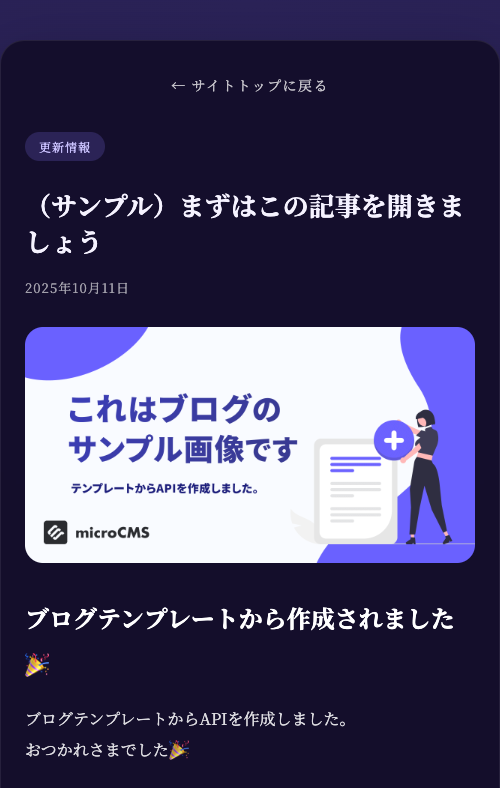 ← サイトトップに戻る
更新情報
（サンプル）まずはこの記事を開きま
しょう
2025年10月11日
これはブログの
サンプル画像です
テンプレートからAPIを作成しました。
microCMS
ブログテンプレートから作成されました
🎉
ブログテンプレートからAPIを作成しました。
おつかれさまでした🎉